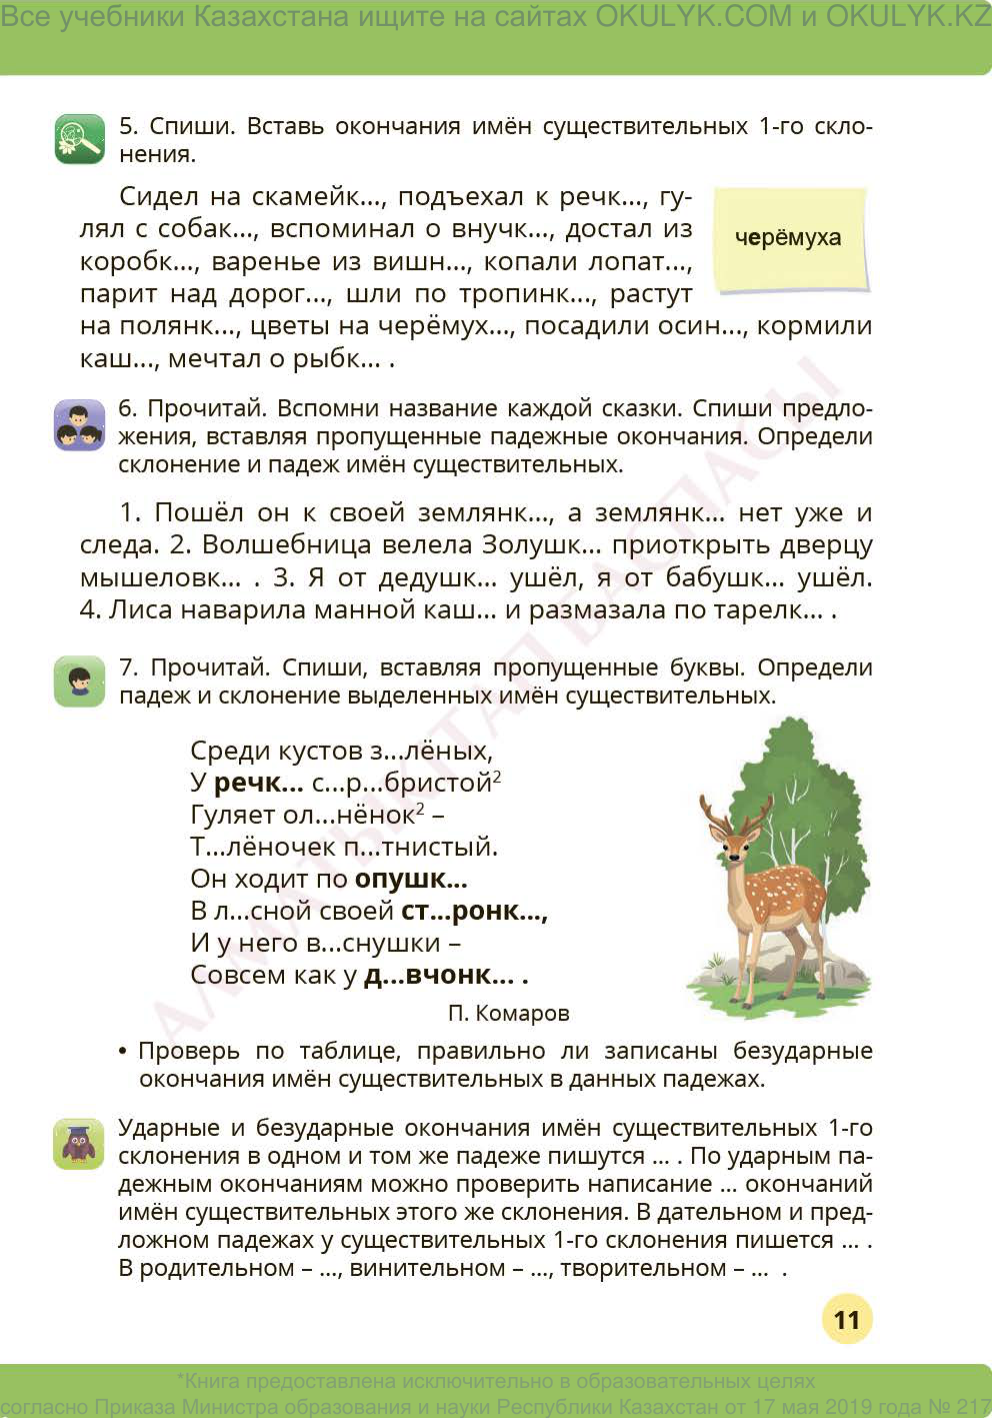 Все учебники Казахстана ищите на сайтах OKULYK.COM и OKULYK.KZ
5. Спиши. Вставь окончания имён существительных 1-го скло-
нения.
Сидел на скамейк..., подъехал к речк..., гу-
лял с собак..., вспоминал о внучк..., достал из
коробк..., варенье из вишн..., копали лопат...,
парит над дорог..., шли по тропинк..., растут
на полянк..., цветы на черёмух..., посадили осин..., кормили
каш..., мечтал о рыбк... .
черёмуха
6. Прочитай. Вспомни название каждой сказки. Спиши предло-
жения, вставляя пропущенные падежные окончания. Определи
склонение и падеж имён существительных.
1. Пошёл он к своей землянк..., а землянк... нет уже и
следа. 2. Волшебница велела Золушк... приоткрыть дверцу
мышеловк... . 3. Я от дедушк... ушёл, я от бабушк... ушёл.
4. Лиса наварила манной каш... и размазала по тарелк... .
7. Прочитай. Спиши, вставляя пропущенные буквы. Определи
падеж и склонение выделенных имён существительных.
Среди кустов з...лёных,
У речк... с...р...бристой²
Гуляет ол...нёнок² –
Т...лёночек п...тнистый.
Он ходит по опушк...
В л...сной своей ст...ронк...,
И у него в...снушки –
Совсем как у д...вчонк... .
П. Комаров
• Проверь по таблице, правильно ли записаны безударные
окончания имён существительных в данных падежах.
Ударные и безударные окончания имён существительных 1-го
склонения в одном и том же падеже пишутся ... . По ударным па-
дежным окончаниям можно проверить написание ... окончаний
имён существительных этого же склонения. В дательном и пред-
ложном падежах у существительных 1-го склонения пишется ... .
В родительном – ..., винительном – ..., творительном – ... .
11
АЛМАТЫКІТАП БАСПАСЫ
*Книга предоставлена исключительно в образовательных целях
согласно Приказа Министра образования и науки Республики Казахстан от 17 мая 2019 года № 217